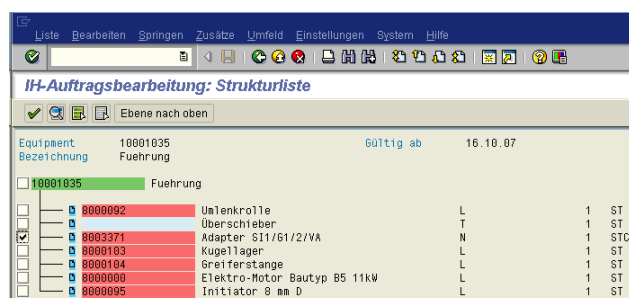 Liste Bearbeiten Springen Zusätze Umfeld Einstellungen System Hilfe
IH-Auftragsbearbeitung: Strukturliste
Ebene nach oben
Equipment 10001035 Gültig ab 16.10.07
Bezeichnung Fuehrung
10001035 Fuehrung
8000092 Umlenkrolle L 1 ST
Überschieber T 1 ST
8003371 Adapter SI1/G1/2/VA N 1 STC
8000103 Kugellager L 1 ST
8000104 Greiferstange L 1 ST
8000000 Elektro-Motor Bautyp B5 11kW L 1 ST
8000095 Initiator 8 mm D L 1 ST